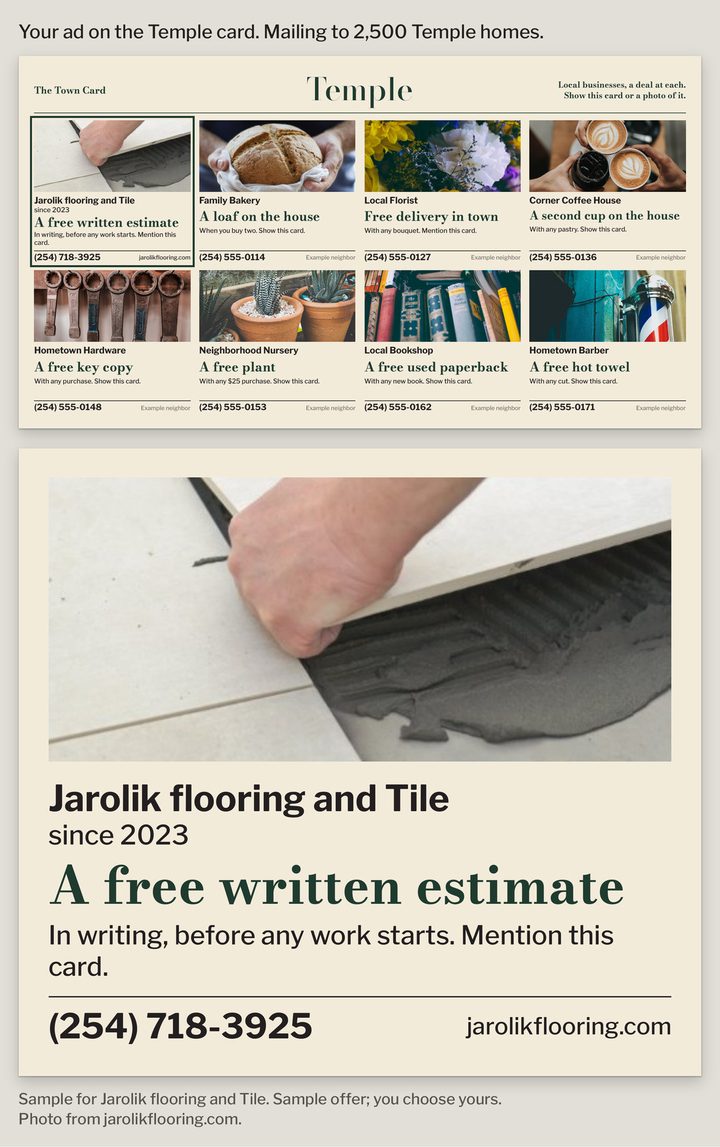 Your ad on the Temple card. Mailing to 2,500 Temple homes.
The Town Card
Temple
Local businesses, a deal at each.
Show this card or a photo of it.
Jarolik flooring and Tile
since 2023
A free written estimate
In writing, before any work starts. Mention this
card.
(254) 718-3925
jarolikflooring.com
Family Bakery
A loaf on the house
When you buy two. Show this card.
(254) 555-0114
Example neighbor
Local Florist
Free delivery in town
With any bouquet. Mention this card.
(254) 555-0127
Example neighbor
Corner Coffee House
A second cup on the house
With any pastry. Show this card.
(254) 555-0136
Example neighbor
Hometown Hardware
A free key copy
With any purchase. Show this card.
(254) 555-0148
Example neighbor
Neighborhood Nursery
A free plant
With any $25 purchase. Show this card.
(254) 555-0153
Example neighbor
Local Bookshop
A free used paperback
With any new book. Show this card.
(254) 555-0162
Example neighbor
Hometown Barber
A free hot towel
With any cut. Show this card.
(254) 555-0171
Example neighbor
Jarolik flooring and Tile
since 2023
A free written estimate
In writing, before any work starts. Mention this
card.
(254) 718-3925
jarolikflooring.com
Sample for Jarolik flooring and Tile. Sample offer; you choose yours.
Photo from jarolikflooring.com.